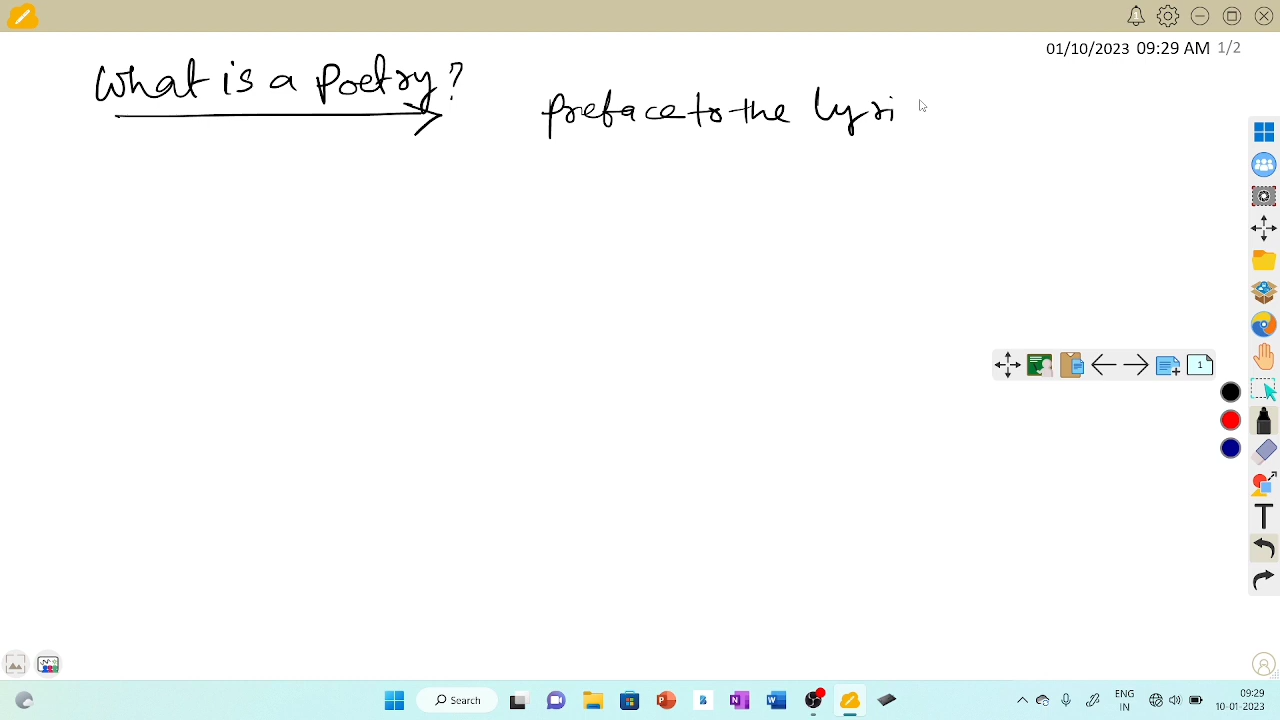 01/10/2023 09:29 AM 1/2
What is a Poetry?
preface to the lyri
1
Search
ENG
IN
09:29
10-01-2023